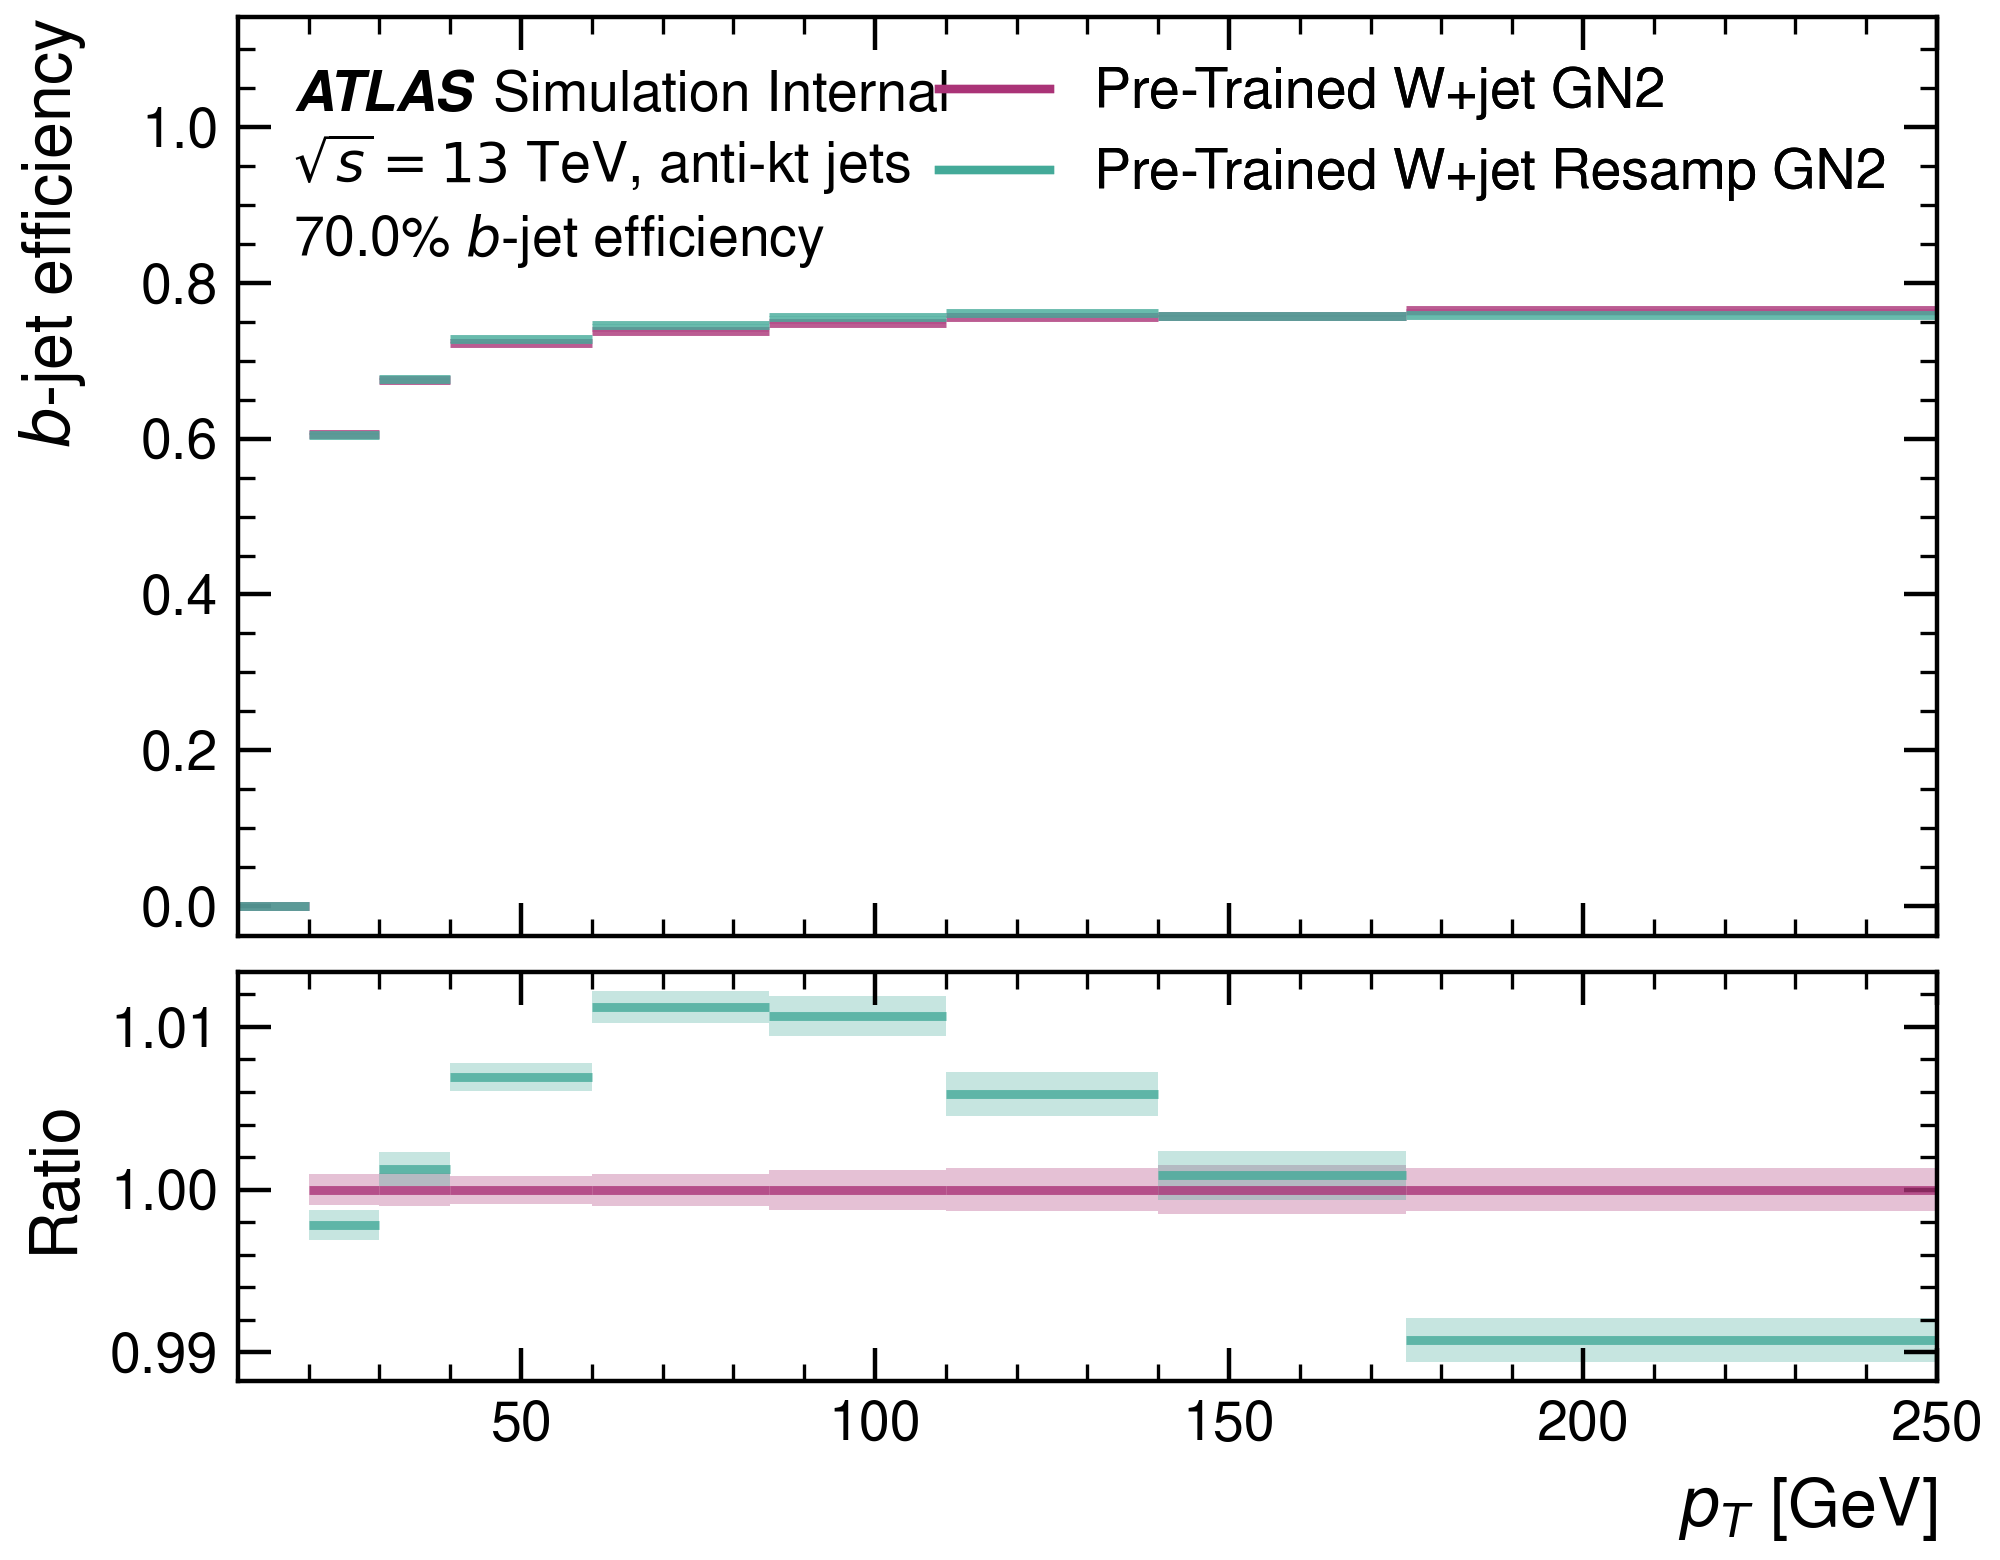 b-jet efficiency
ATLAS Simulation Internal
√s = 13 TeV, anti-kt jets
70.0% b-jet efficiency
Pre-Trained W+jet GN2
Pre-Trained W+jet Resamp GN2
1.0
0.8
0.6
0.4
0.2
0.0
Ratio
1.01
1.00
0.99
50 100 150 200 250
pT [GeV]